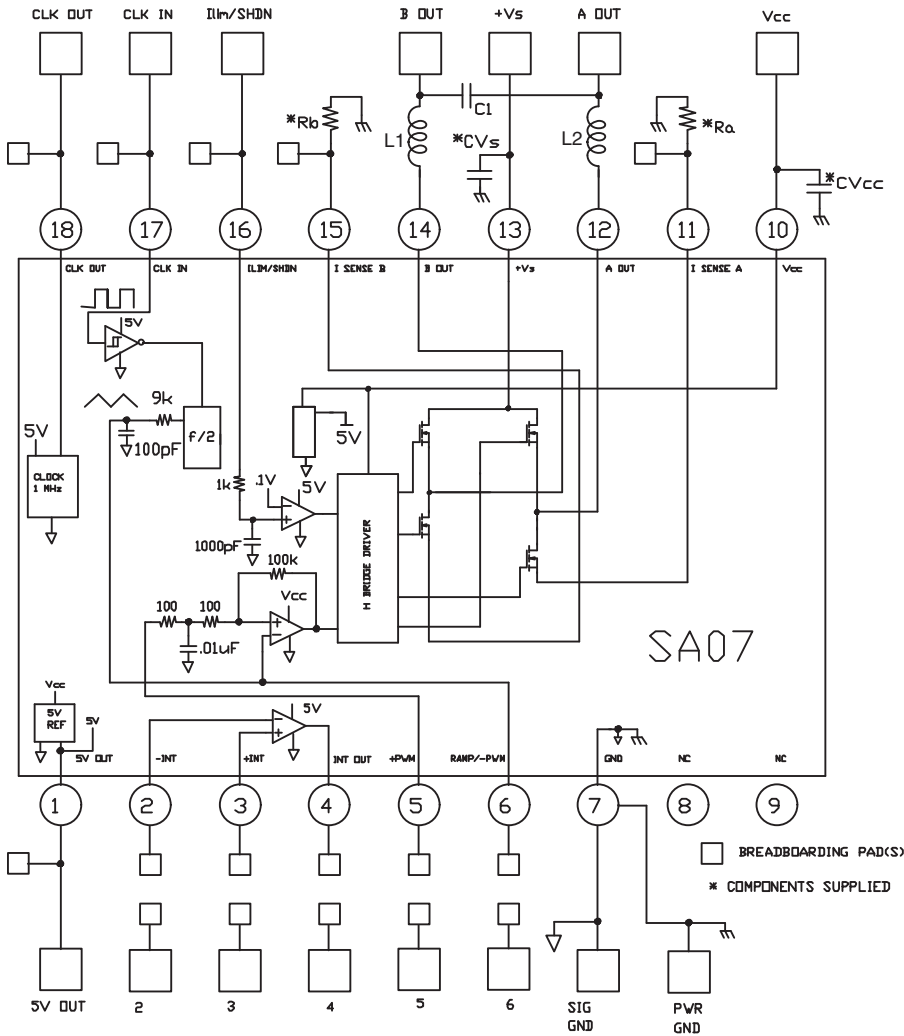 CLK OUT CLK IN Ilim/SHDN B OUT +Vs A OUT Vcc
C1
*Rb L1 *CVs L2 *Ra
*CVcc
18 17 16 15 14 13 12 11 10
CLK OUT CLK IN ILIM/SHDN I SENSE B B OUT +Vs A OUT I SENSE A Vcc
5V
9k
5V 100pF f/2 5V
CLOCK
1 MHz
1k .1V 5V
1000pF
H BRIDGE DRIVER
100k
Vcc
100 100
.01uF
SA07
Vcc
5V
REF
5V
5V
5V OUT -INT +INT INT OUT +PWM RAMP/-PWM GND NC NC
1 2 3 4 5 6 7 8 9
BREADBOARDING PAD(S)
* COMPONENTS SUPPLIED
5V OUT 2 3 4 5 6 SIG
GND
PWR
GND